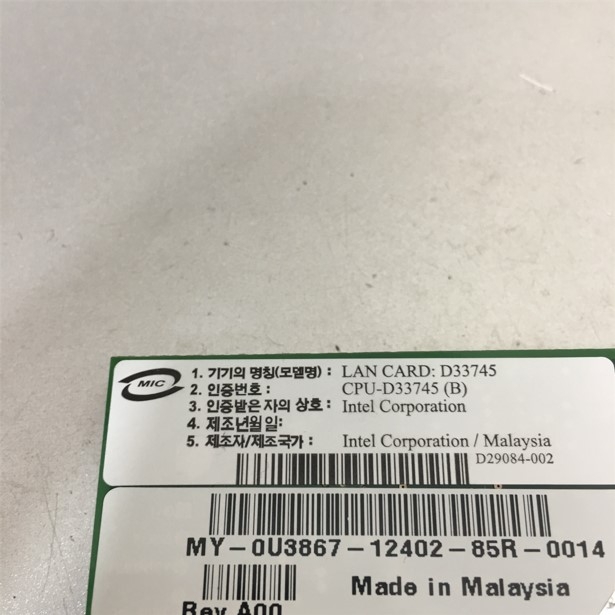 MIC
1. 기기의 명칭(모델명) : LAN CARD: D33745
2. 인증번호 : CPU-D33745 (B)
3. 인증받은 자의 상호 : Intel Corporation
4. 제조년월일:
5. 제조자/제조국가 : Intel Corporation / Malaysia
D29084-002
MY-0U3867-12402-85R-0014
Made in Malaysia
Rev A00